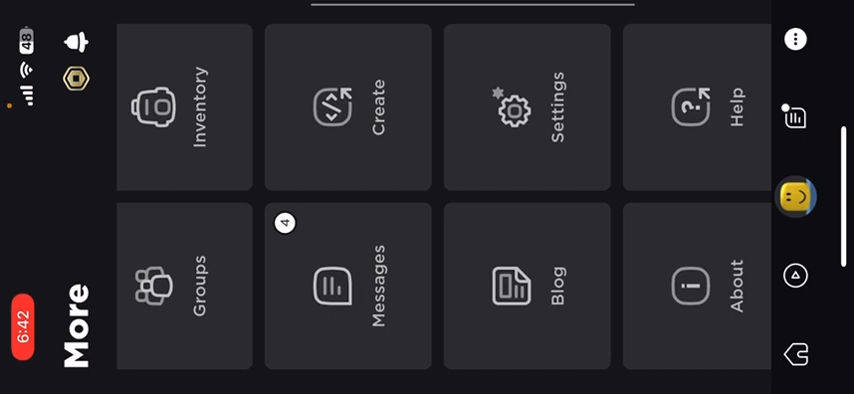 6:42
48
More
Groups
Inventory
4
Messages
Create
Blog
Settings
About
Help